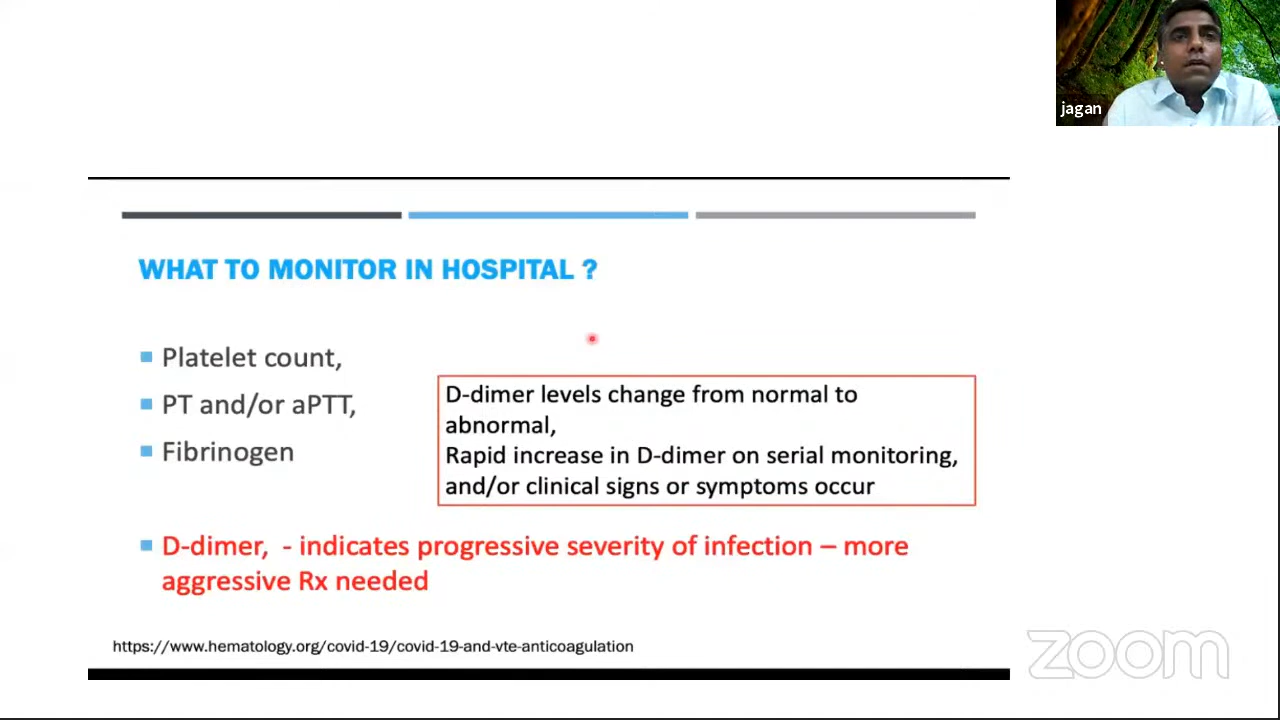 jagan
WHAT TO MONITOR IN HOSPITAL ?
Platelet count,
PT and/or aPTT,
Fibrinogen
D-dimer levels change from normal to
abnormal,
Rapid increase in D-dimer on serial monitoring,
and/or clinical signs or symptoms occur
D-dimer, - indicates progressive severity of infection – more
aggressive Rx needed
https://www.hematology.org/covid-19/covid-19-and-vte-anticoagulation
zoom